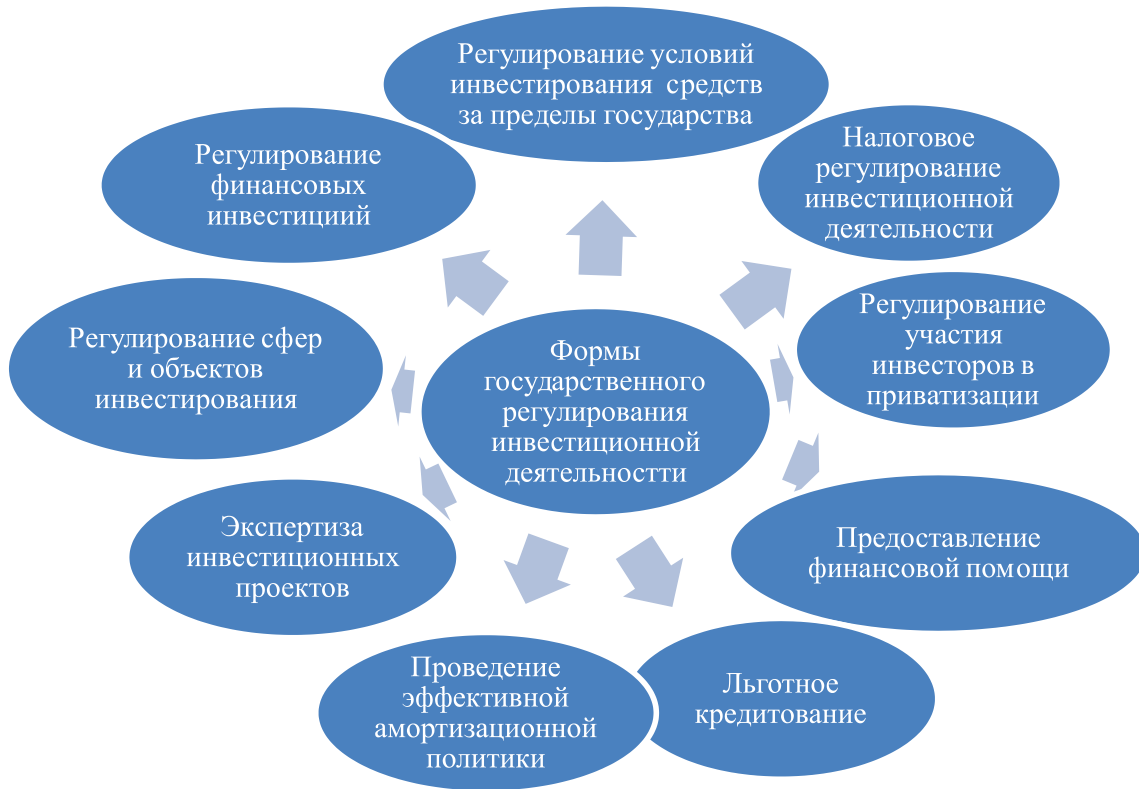 Регулирование условий
инвестирования средств
за пределы государства
Налоговое
регулирование
инвестиционной
деятельности
Регулирование
участия
инвесторов в
приватизации
Предоставление
финансовой помощи
Льготное
кредитование
Проведение
эффективной
амортизационной
политики
Экспертиза
инвестиционных
проектов
Регулирование сфер
и объектов
инвестирования
Регулирование
финансовых
инвестициий
Формы
государственного
регулирования
инвестиционной
деятельностти